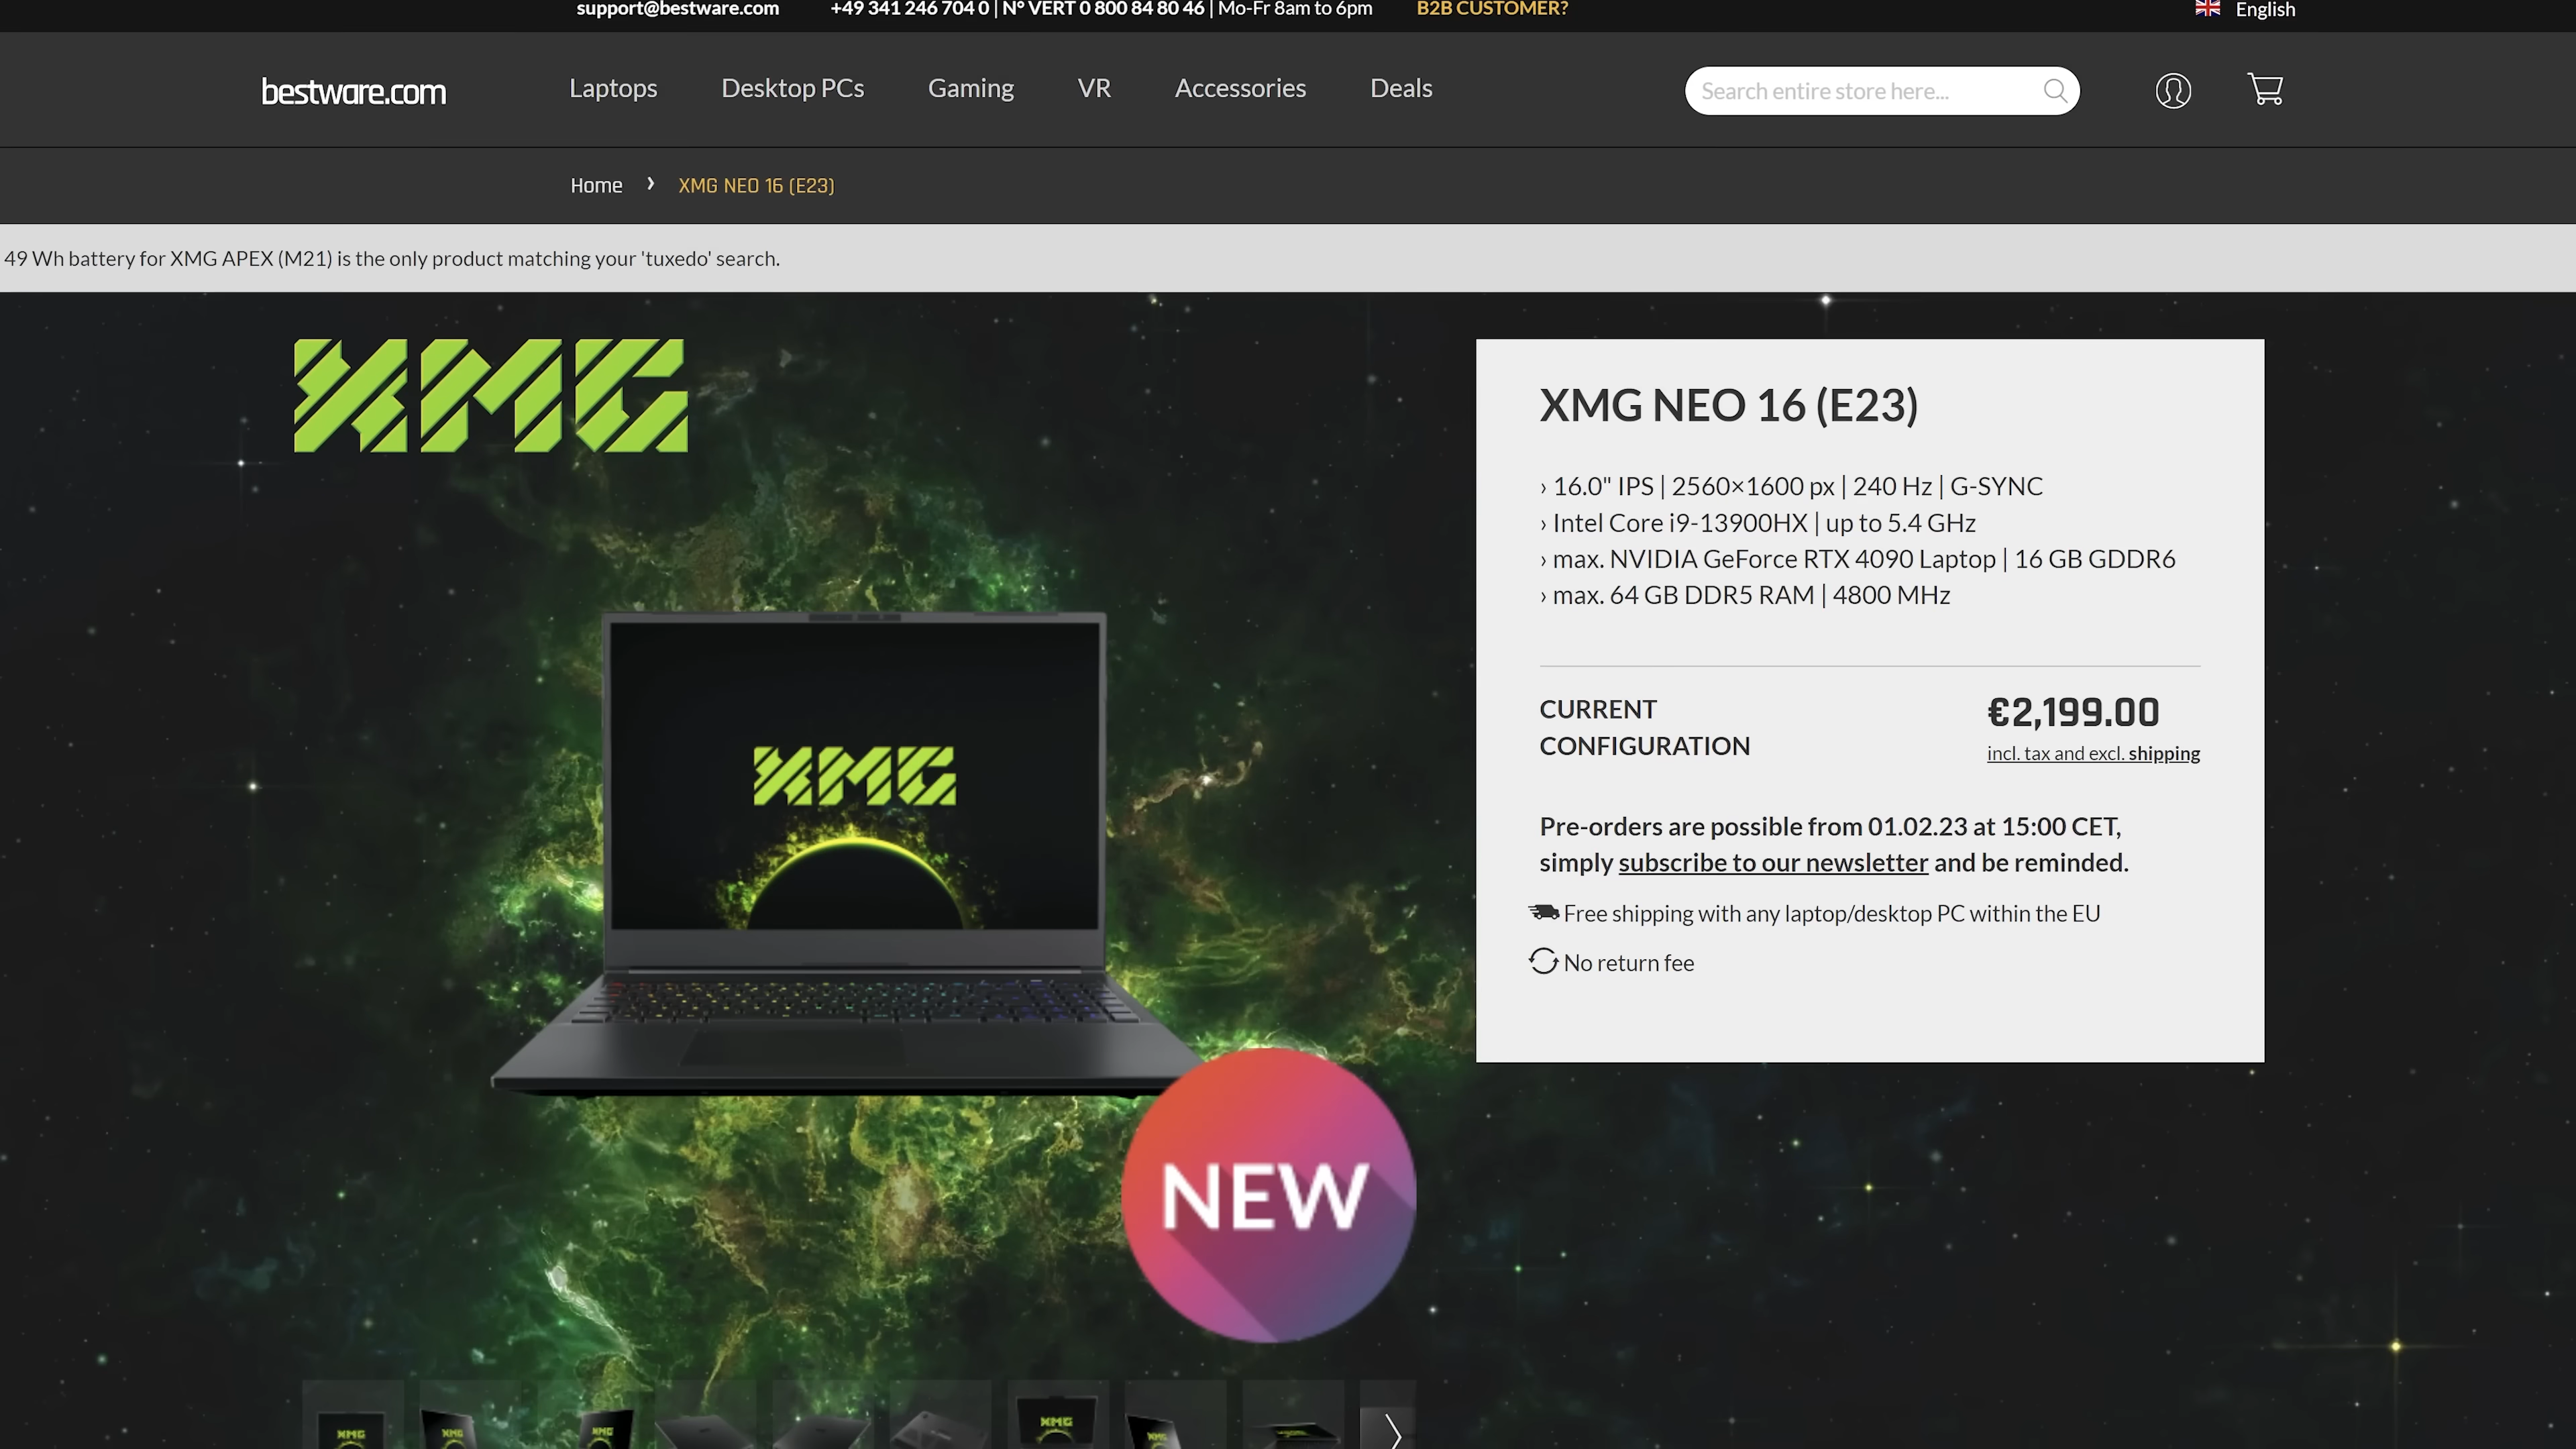 support@bestware.com +49 341 246 704 0 | N° VERT 0 800 84 80 46 | Mo-Fr 8am to 6pm B2B CUSTOMER? English
bestware.com Laptops Desktop PCs Gaming VR Accessories Deals Search entire store here...
Home › XMG NEO 16 (E23)
49 Wh battery for XMG APEX (M21) is the only product matching your 'tuxedo' search.
XMG
XMG
NEW
XMG NEO 16 (E23)
› 16.0" IPS | 2560×1600 px | 240 Hz | G-SYNC
› Intel Core i9-13900HX | up to 5.4 GHz
› max. NVIDIA GeForce RTX 4090 Laptop | 16 GB GDDR6
› max. 64 GB DDR5 RAM | 4800 MHz
CURRENT
CONFIGURATION
€2,199.00
incl. tax and excl. shipping
Pre-orders are possible from 01.02.23 at 15:00 CET,
simply subscribe to our newsletter and be reminded.
Free shipping with any laptop/desktop PC within the EU
No return fee
XMG XMG XMG XMG XMG